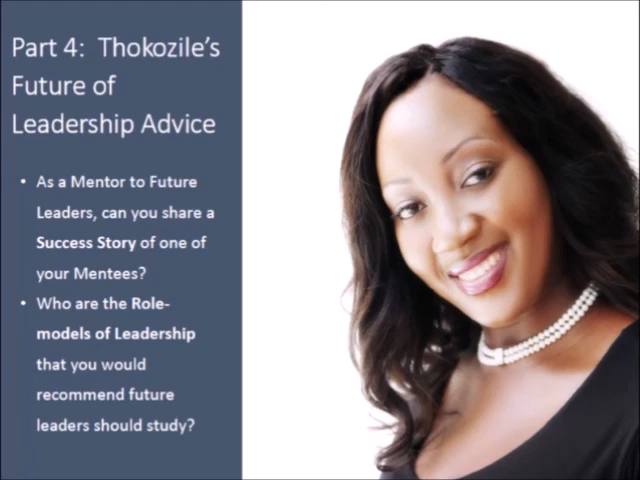 Part 4:  Thokozile’s
Future of
Leadership Advice
• As a Mentor to Future
Leaders, can you share a
Success Story of one of
your Mentees?
• Who are the Role-
models of Leadership
that you would
recommend future
leaders should study?